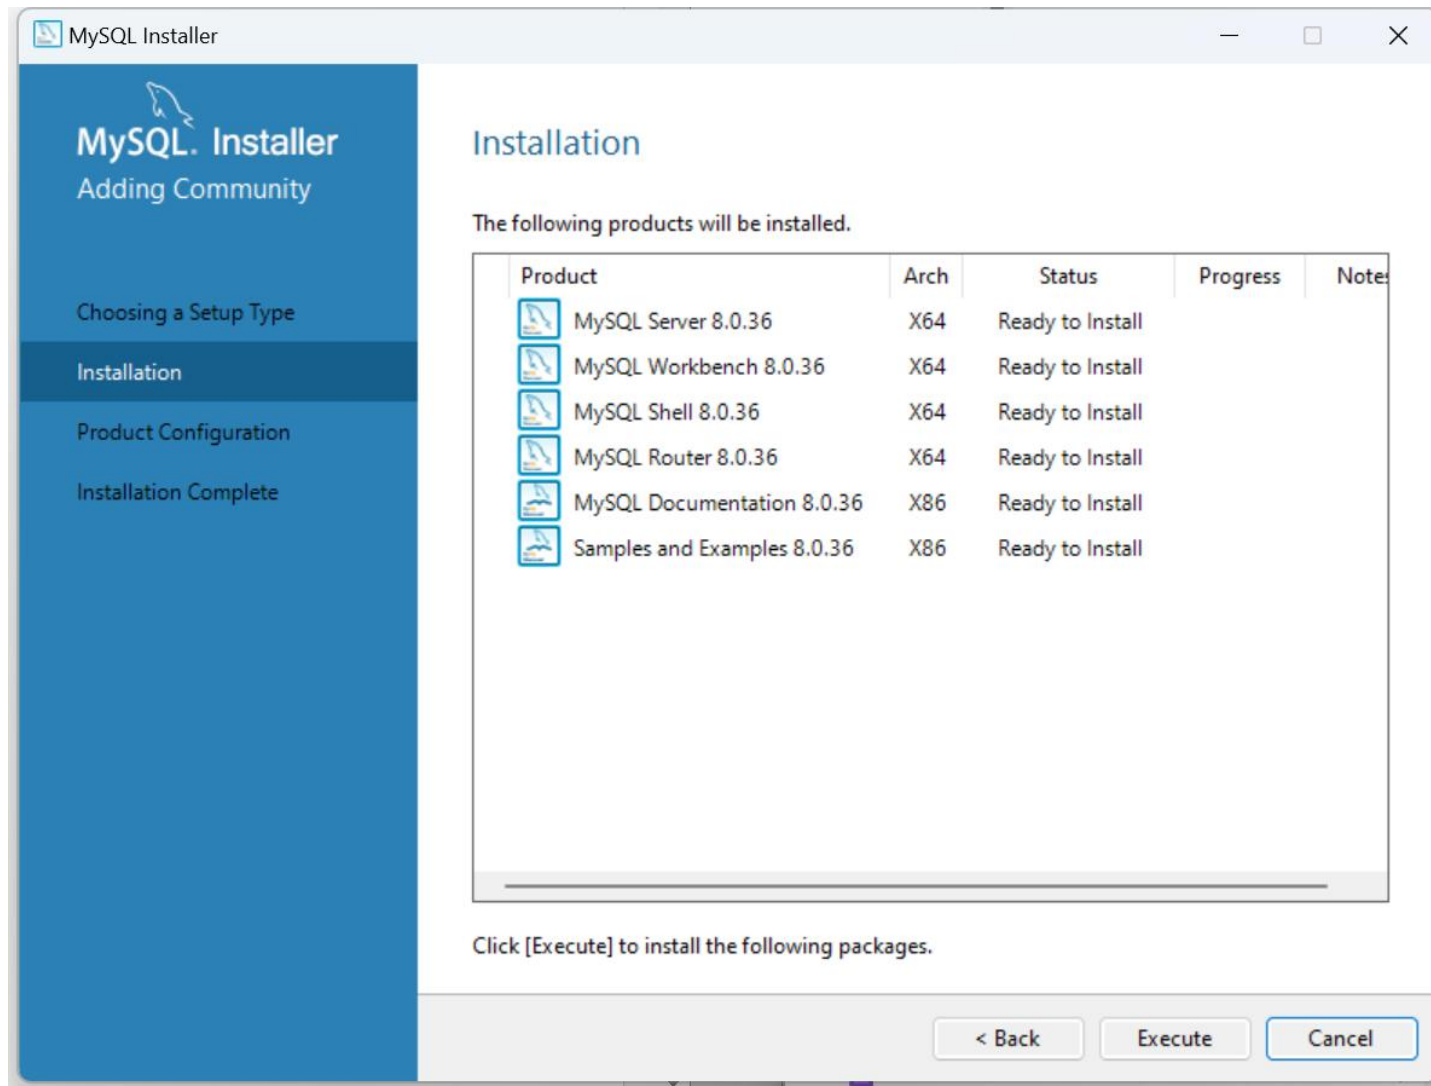 MySQL Installer
MySQL. Installer
Adding Community
Choosing a Setup Type
Installation
Product Configuration
Installation Complete
Installation
The following products will be installed.
Product Arch Status Progress Notes
MySQL Server 8.0.36 X64 Ready to Install
MySQL Workbench 8.0.36 X64 Ready to Install
MySQL Shell 8.0.36 X64 Ready to Install
MySQL Router 8.0.36 X64 Ready to Install
MySQL Documentation 8.0.36 X86 Ready to Install
Samples and Examples 8.0.36 X86 Ready to Install
Click [Execute] to install the following packages.
< Back Execute Cancel